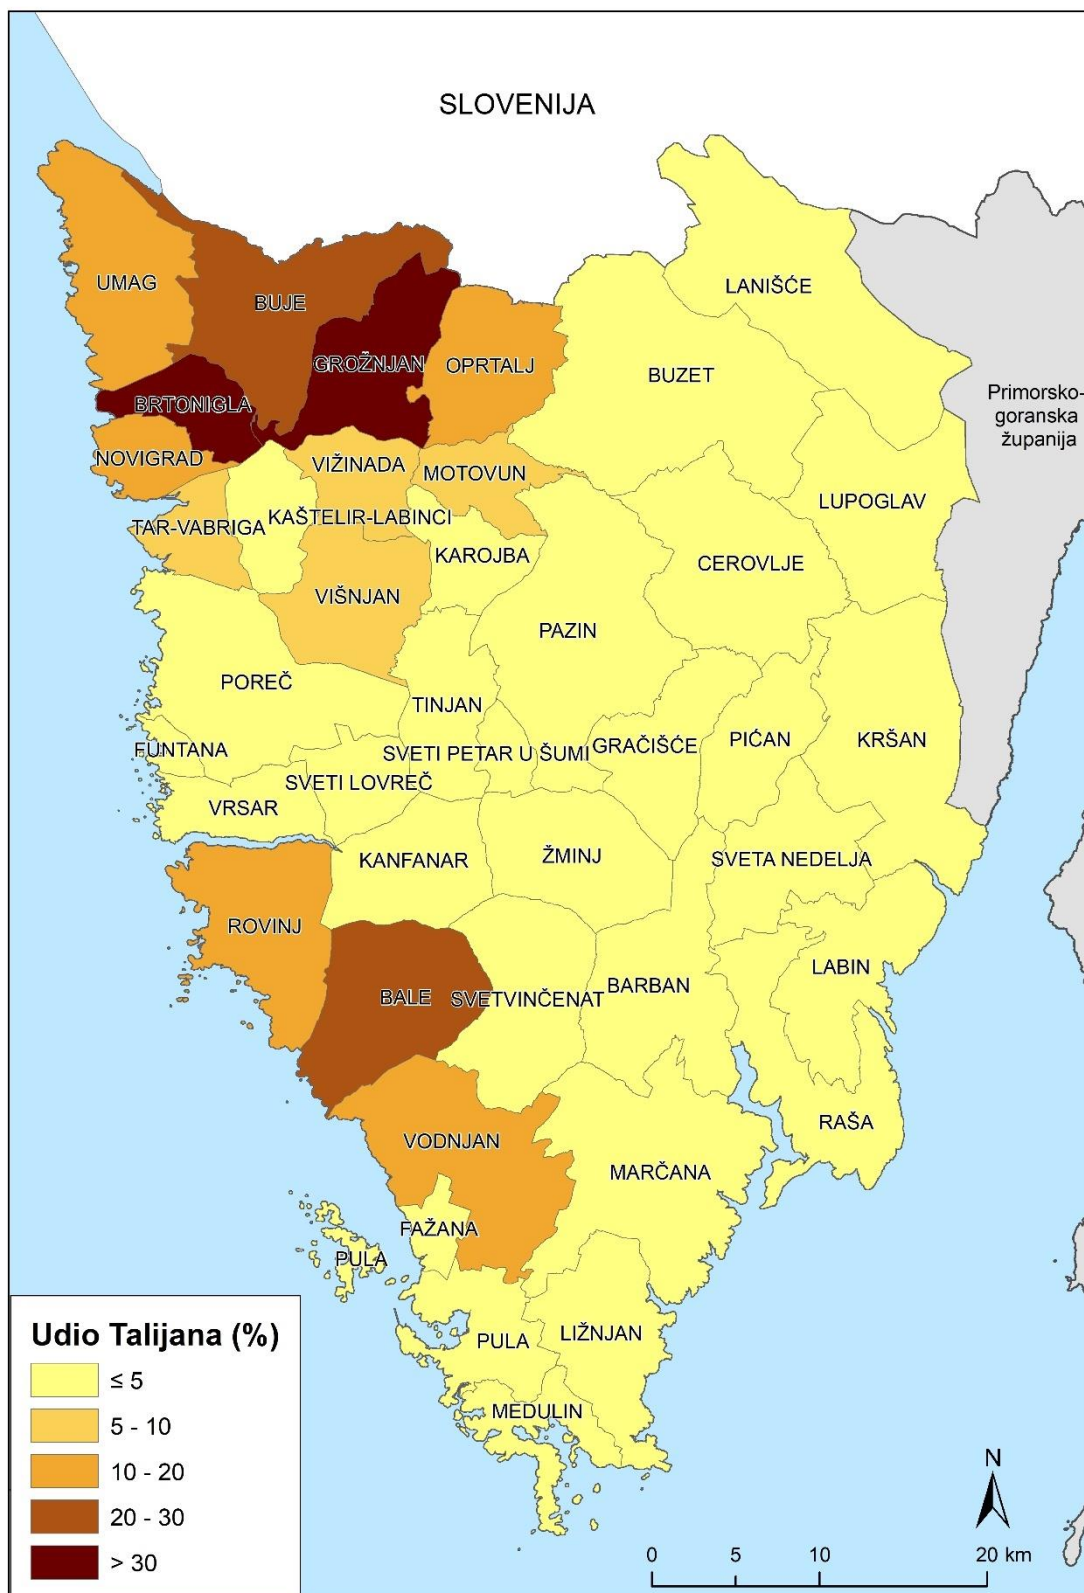 SLOVENIJA
LANIŠĆE
UMAG
BUJE
GROŽNJAN
OPRTALJ
BUZET
Primorsko-
goranska
županija
BRTONIGLA
NOVIGRAD
VIŽINADA
MOTOVUN
LUPOGLAV
TAR-VABRIGA
KAŠTELIR-LABINCI
KAROJBA
CEROVLJE
VIŠNJAN
PAZIN
POREČ
TINJAN
FUNTANA
SVETI PETAR U ŠUMI
GRAČIŠĆE
PIĆAN
KRŠAN
SVETI LOVREČ
VRSAR
KANFANAR
ŽMINJ
SVETA NEDELJA
ROVINJ
BALE
SVETVINČENAT
BARBAN
LABIN
VODNJAN
MARČANA
RAŠA
FAŽANA
PULA
PULA
LIŽNJAN
MEDULIN
Udio Talijana (%)
≤ 5
5 - 10
10 - 20
20 - 30
> 30
N
0 5 10 20 km